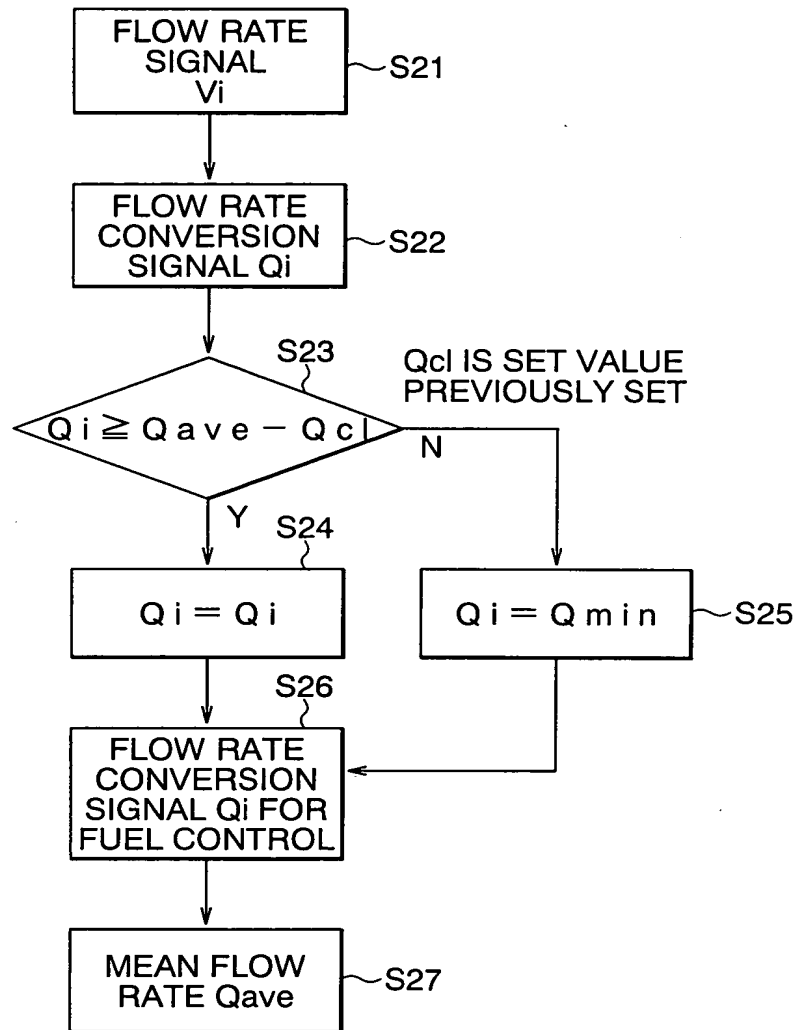 FLOW RATE
SIGNAL
Vi
S21
FLOW RATE
CONVERSION
SIGNAL Qi
S22
S23
Qcl IS SET VALUE
PREVIOUSLY SET
Qi ≧ Qave − Qcl
N
Y
S24
Qi = Qi
Qi = Qmin
S25
S26
FLOW RATE
CONVERSION
SIGNAL Qi FOR
FUEL CONTROL
MEAN FLOW
RATE Qave
S27